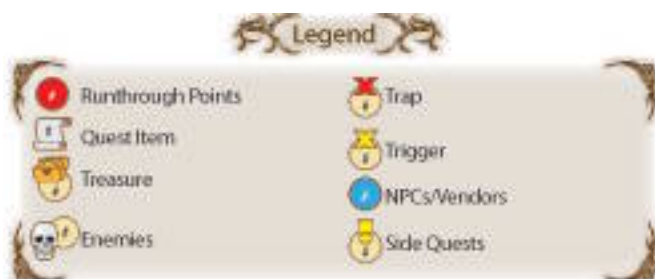 Legend
Runthrough Points
Quest Item
Treasure
Enemies
Trap
Trigger
NPCs/Vendors
Side Quests